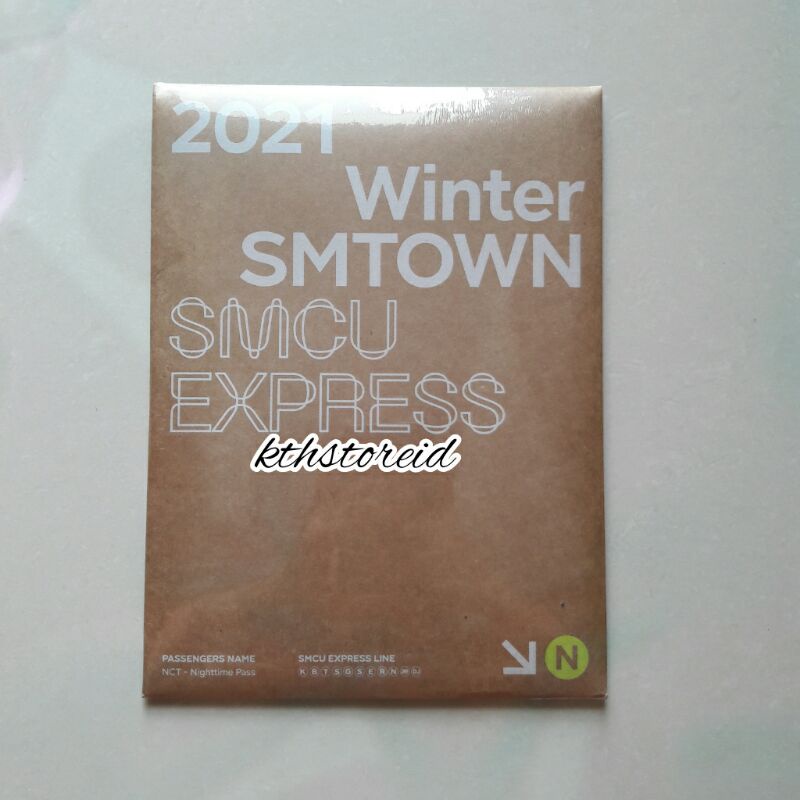 2021
Winter
SMTOWN
SMCU
EXPRESS
kthstoreid
PASSENGERS NAME
NCT - Nighttime Pass
SMCU EXPRESS LINE
K B T S G S E R N
N